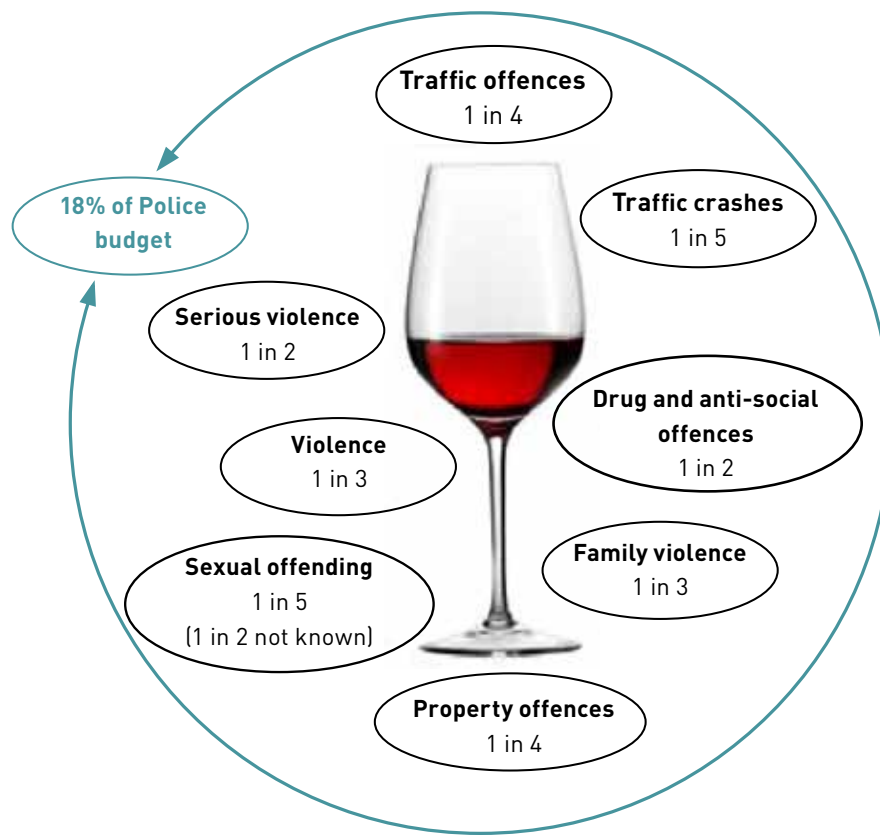 Traffic offences
1 in 4
18% of Police
budget
Traffic crashes
1 in 5
Serious violence
1 in 2
Drug and anti-social
offences
1 in 2
Violence
1 in 3
Family violence
1 in 3
Sexual offending
1 in 5
(1 in 2 not known)
Property offences
1 in 4